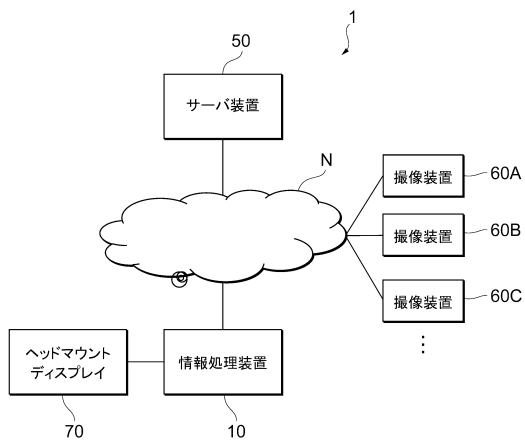 1
50
サーバ装置
N
撮像装置
60A
撮像装置
60B
撮像装置
60C
⋮
ヘッドマウント
ディスプレイ
70
情報処理装置
10